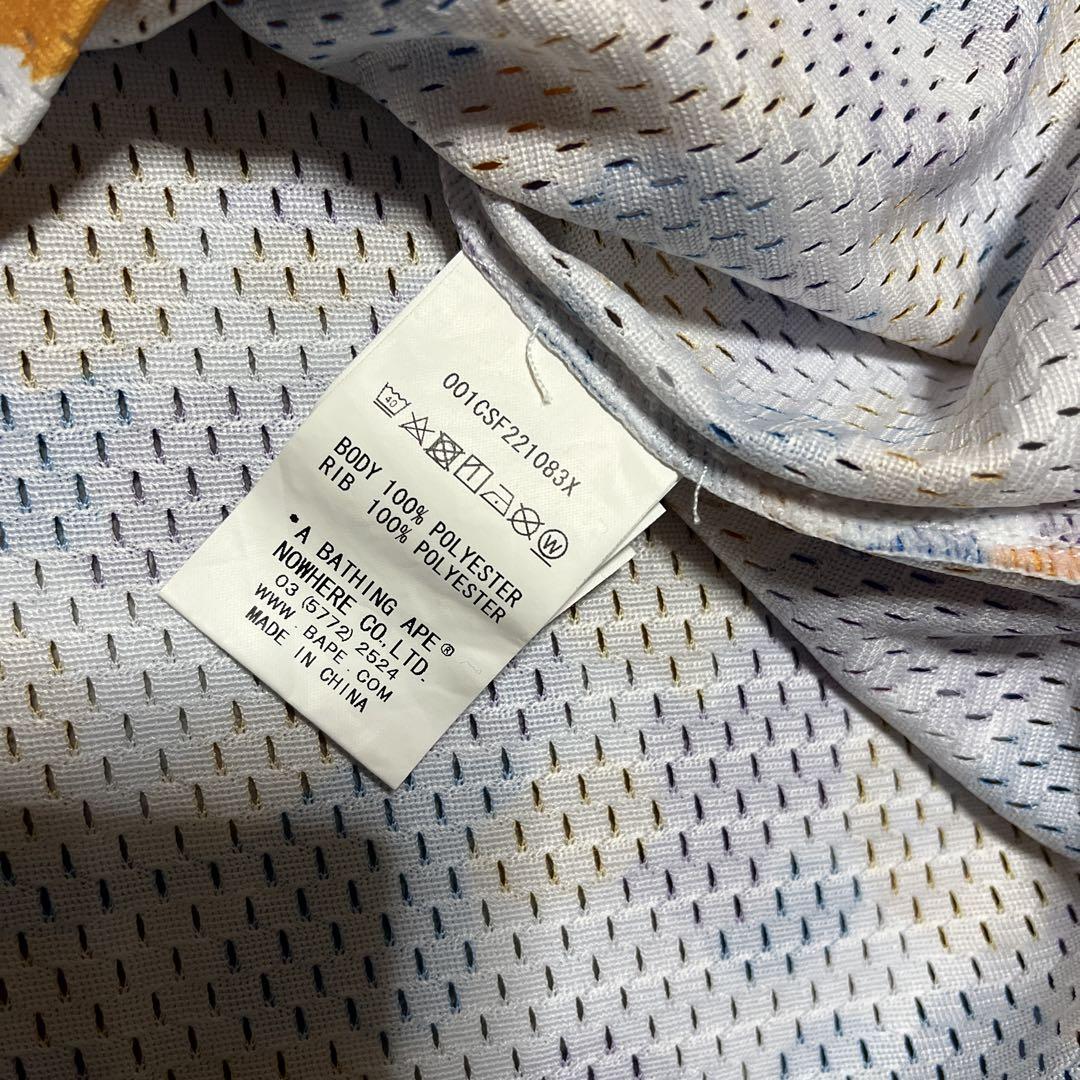 001CSF221083X
40 W
BODY 100% POLYESTER
RIB 100% POLYESTER
*A BATHING APE®
NOWHERE CO., LTD.
03 (5772) 2524
WWW.BAPE.COM
MADE IN CHINA